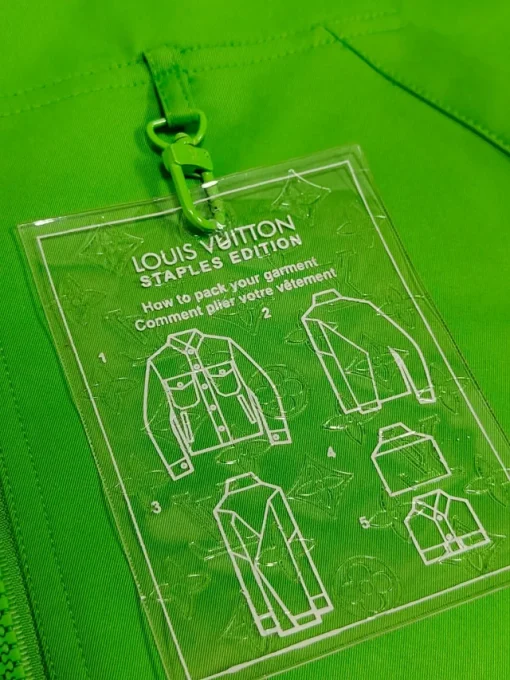 LOUIS VUITTON
STAPLES EDITION
How to pack your garment
Comment plier votre vêtement
1
2
3
4
5